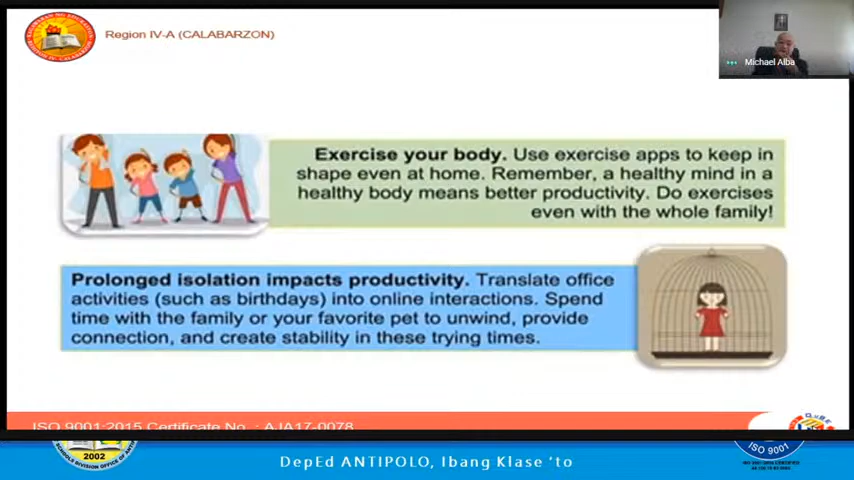 Region IV-A (CALABARZON)
Michael Alba
Exercise your body. Use exercise apps to keep in
shape even at home. Remember, a healthy mind in a
healthy body means better productivity. Do exercises
even with the whole family!
Prolonged isolation impacts productivity. Translate office
activities (such as birthdays) into online interactions. Spend
time with the family or your favorite pet to unwind, provide
connection, and create stability in these trying times.
ISO 9001:2015 Certificate No. : AJA17-0078
2002
ISO 9001
DepEd ANTIPOLO, Ibang Klase 'to